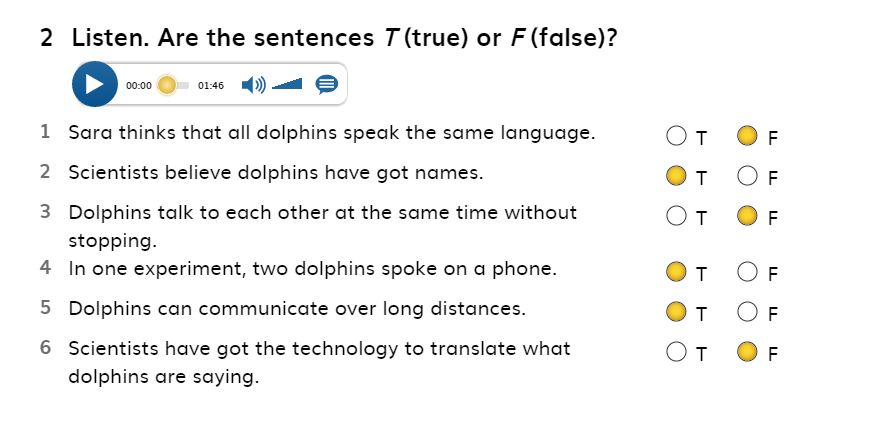 2 Listen. Are the sentences T (true) or F (false)?
00:00 01:46
1 Sara thinks that all dolphins speak the same language. T F
2 Scientists believe dolphins have got names. T F
3 Dolphins talk to each other at the same time without T F
stopping.
4 In one experiment, two dolphins spoke on a phone. T F
5 Dolphins can communicate over long distances. T F
6 Scientists have got the technology to translate what T F
dolphins are saying.